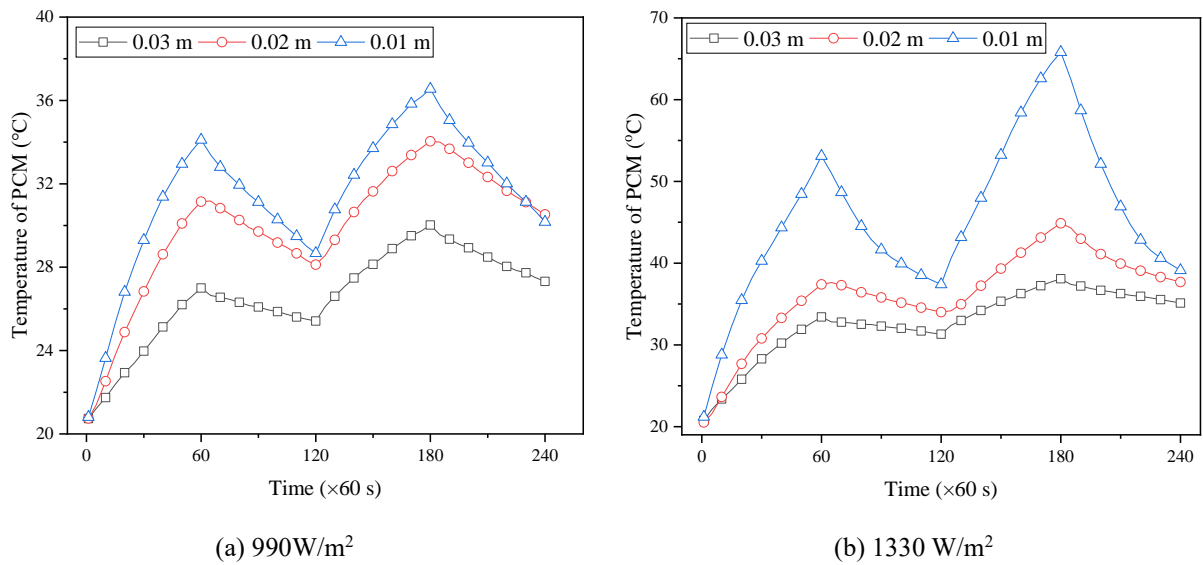 0.03 m 0.02 m 0.01 m
40
36
32
28
24
20
Temperature of PCM (℃)
0 60 120 180 240
Time (×60 s)
(a) 990W/m²
0.03 m 0.02 m 0.01 m
70
60
50
40
30
20
Temperature of PCM (°C)
0 60 120 180 240
Time (×60 s)
(b) 1330 W/m²